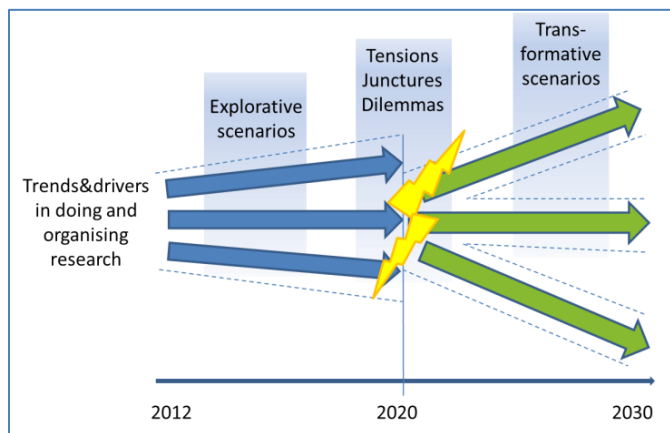 Trans-
formative
scenarios
Tensions
Junctures
Dilemmas
Explorative
scenarios
Trends&drivers
in doing and
organising
research
2012
2020
2030